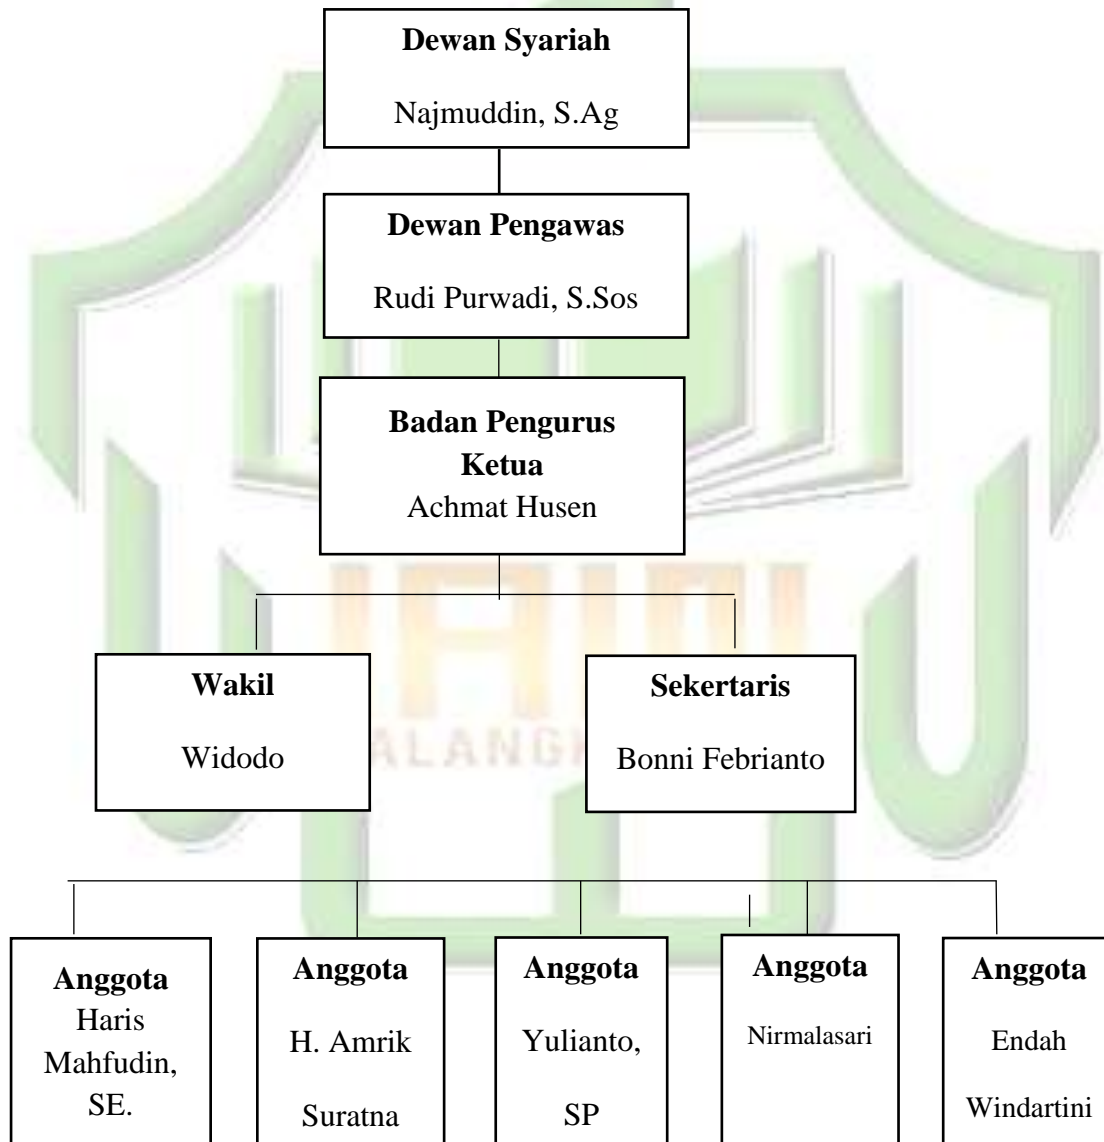 Dewan Syariah
Najmuddin, S.Ag
Dewan Pengawas
Rudi Purwadi, S.Sos
Badan Pengurus
Ketua
Achmat Husen
IAIN
Wakil
Widodo
Sekertaris
Bonni Febrianto
Anggota
Haris
Mahfudin,
SE.
Anggota
H. Amrik
Suratna
Anggota
Yulianto,
SP
Anggota
Nirmalasari
Anggota
Endah
Windartini